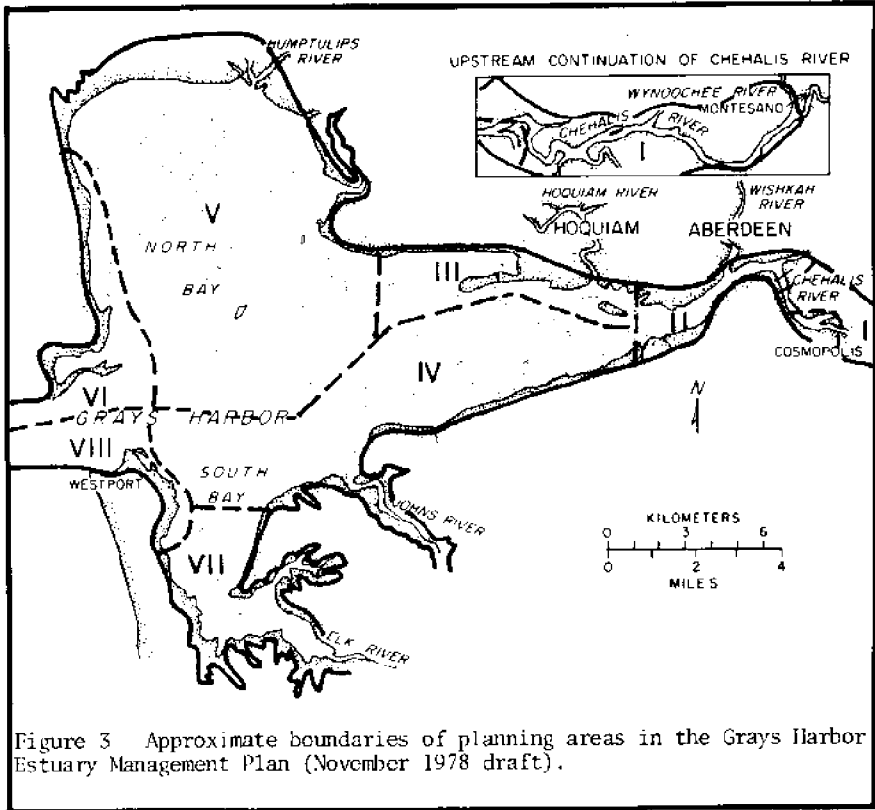 HUMPTULIPS
RIVER
UPSTREAM CONTINUATION OF CHEHALIS RIVER
WYNOOCHEE RIVER
MONTESANO
CHEHALIS
RIVER
I
HOQUIAM RIVER
WISHKAH
RIVER
HOQUIAM
ABERDEEN
V
NORTH
BAY
III
CHEHALIS
RIVER
II
I
COSMOPOLIS
IV
N
VI
GRAYS HARBOR
VIII
WESTPORT
SOUTH
BAY
JOHNS RIVER
VII
ELK RIVER
KILOMETERS
0 3 6
0 2 4
MILES
Figure 3 Approximate boundaries of planning areas in the Grays Harbor
Estuary Management Plan (November 1978 draft).